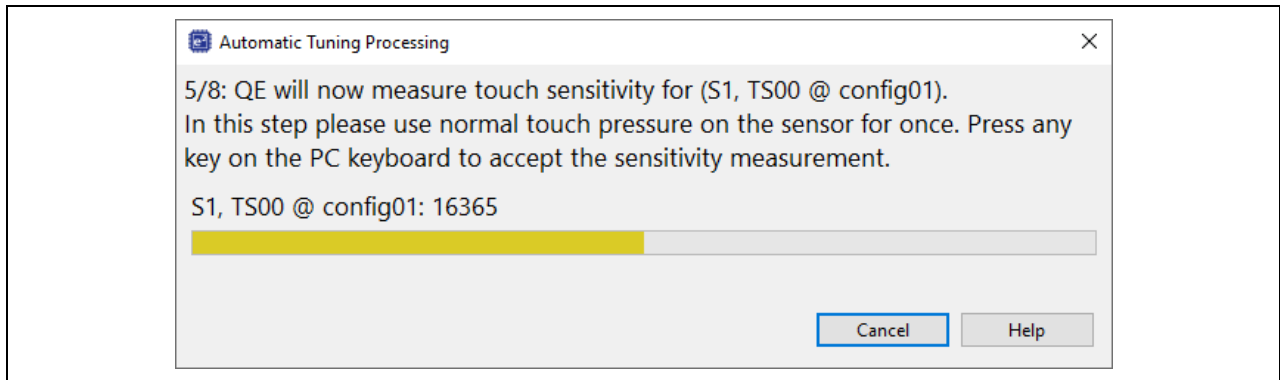 Automatic Tuning Processing
5/8: QE will now measure touch sensitivity for (S1, TS00 @ config01).
In this step please use normal touch pressure on the sensor for once. Press any
key on the PC keyboard to accept the sensitivity measurement.
S1, TS00 @ config01: 16365
Cancel Help